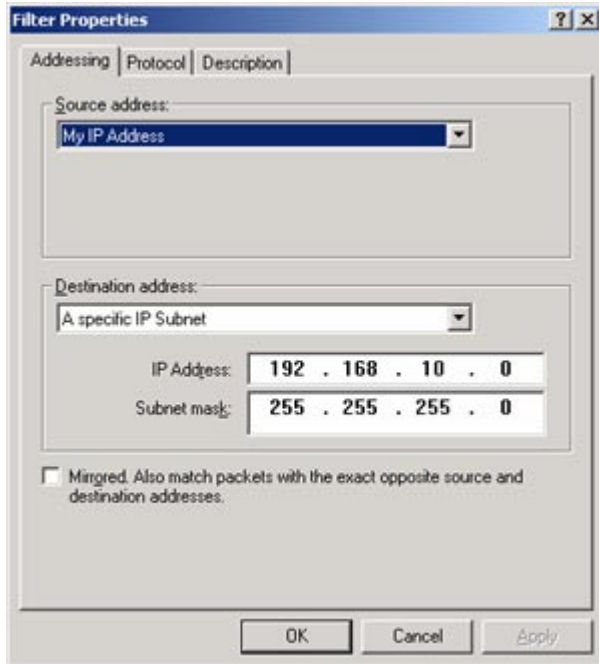 Filter Properties
Addressing Protocol Description
Source address:
My IP Address
Destination address:
A specific IP Subnet
IP Address: 192 . 168 . 10 . 0
Subnet mask: 255 . 255 . 255 . 0
Mirrored. Also match packets with the exact opposite source and
destination addresses.
OK Cancel Apply